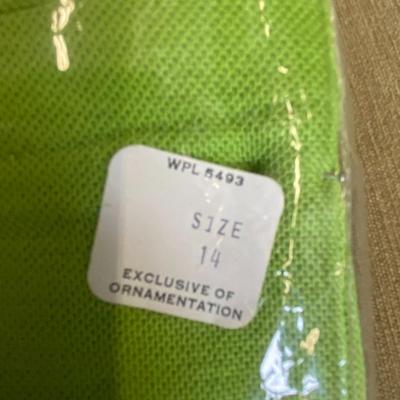 WPL 5493
SIZE
14
EXCLUSIVE OF
ORNAMENTATION